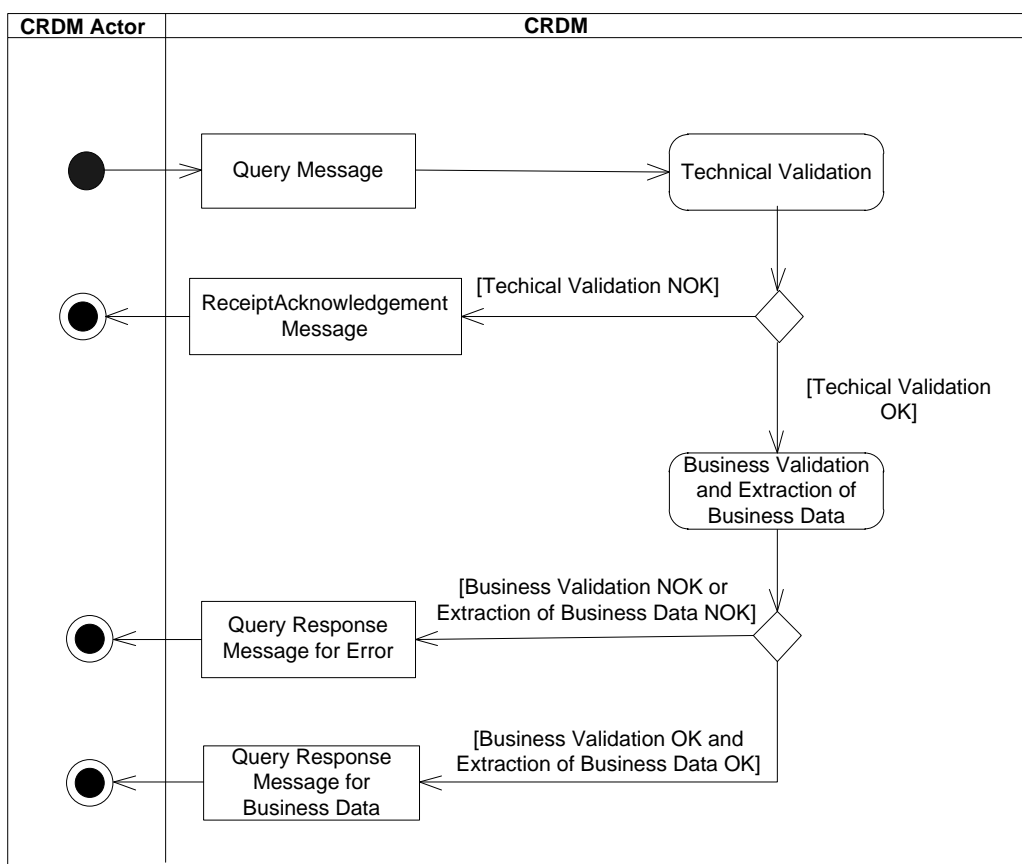 CRDM Actor
CRDM
Query Message
Technical Validation
[Techical Validation NOK]
ReceiptAcknowledgement
Message
[Techical Validation
OK]
Business Validation
and Extraction of
Business Data
[Business Validation NOK or
Extraction of Business Data NOK]
Query Response
Message for Error
[Business Validation OK and
Extraction of Business Data OK]
Query Response
Message for
Business Data